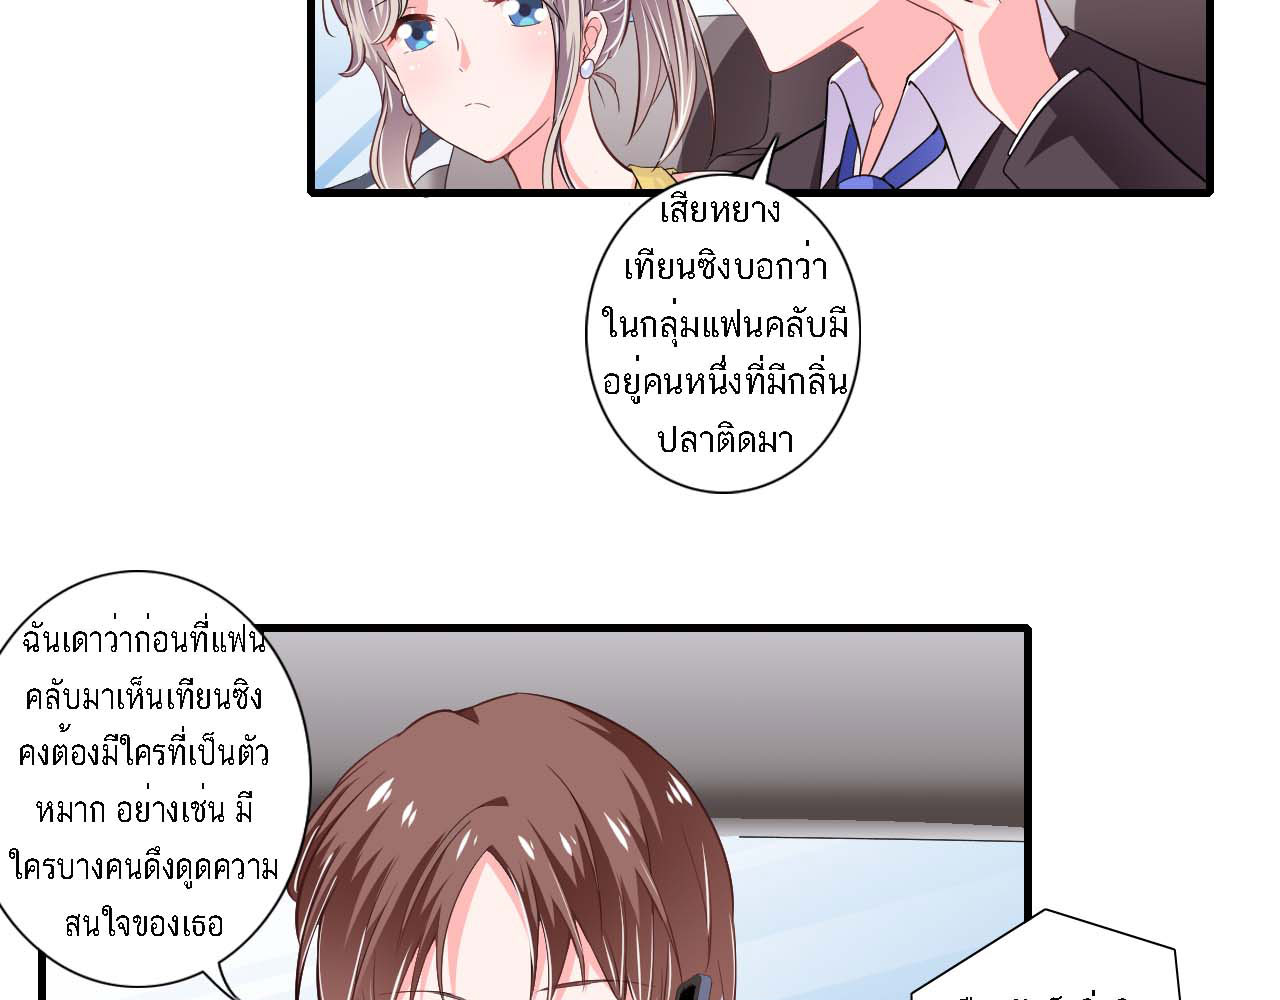 เสียหยาง
เทียนซิงบอกว่า
ในกลุ่มแฟนคลับมี
อยู่คนหนึ่งที่มีกลิ่น
ปลาติดมา
ฉันเดาว่าก่อนที่แฟน
คลับมาเห็นเทียนซิง
คงต้องมีใครที่เป็นตัว
หมาก อย่างเช่น มี
ใครบางคนดึงดูดความ
สนใจของเธอ